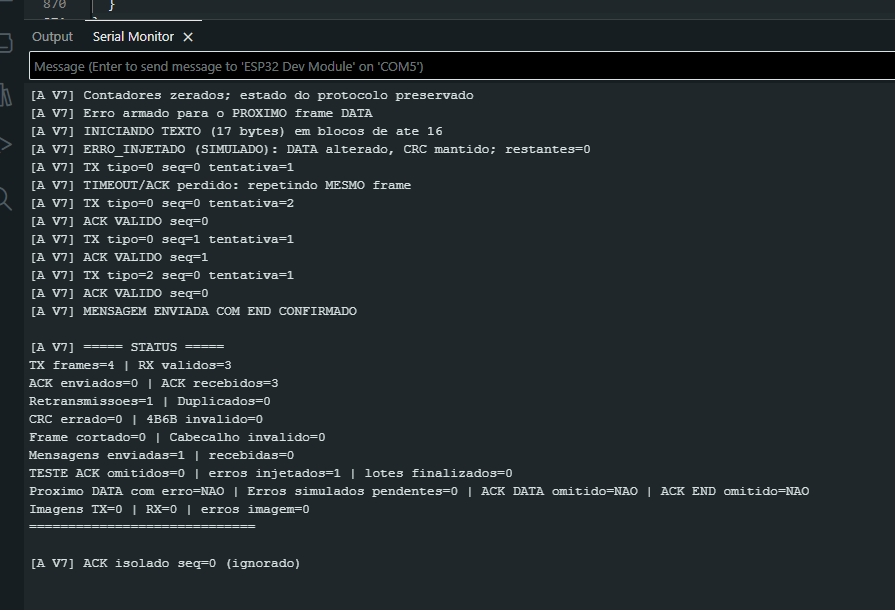 870 }
Output Serial Monitor
Message (Enter to send message to 'ESP32 Dev Module' on 'COM5')
[A V7] Contadores zerados; estado do protocolo preservado
[A V7] Erro armado para o PROXIMO frame DATA
[A V7] INICIANDO TEXTO (17 bytes) em blocos de ate 16
[A V7] ERRO_INJETADO (SIMULADO): DATA alterado, CRC mantido; restantes=0
[A V7] TX tipo=0 seq=0 tentativa=1
[A V7] TIMEOUT/ACK perdido: repetindo MESMO frame
[A V7] TX tipo=0 seq=0 tentativa=2
[A V7] ACK VALIDO seq=0
[A V7] TX tipo=0 seq=1 tentativa=1
[A V7] ACK VALIDO seq=1
[A V7] TX tipo=2 seq=0 tentativa=1
[A V7] ACK VALIDO seq=0
[A V7] MENSAGEM ENVIADA COM END CONFIRMADO
[A V7] ===== STATUS =====
TX frames=4 | RX validos=3
ACK enviados=0 | ACK recebidos=3
Retransmissoes=1 | Duplicados=0
CRC errado=0 | 4B6B invalido=0
Frame cortado=0 | Cabecalho invalido=0
Mensagens enviadas=1 | recebidas=0
TESTE ACK omitidos=0 | erros injetados=1 | lotes finalizados=0
Proximo DATA com erro=NAO | Erros simulados pendentes=0 | ACK DATA omitido=NAO | ACK END omitido=NAO
Imagens TX=0 | RX=0 | erros imagem=0
=============================
[A V7] ACK isolado seq=0 (ignorado)